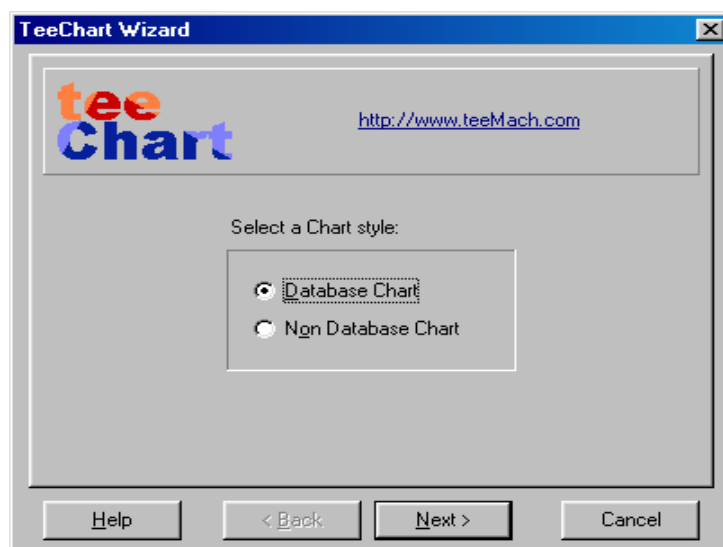 TeeChart Wizard
tee
Chart
http://www.teeMach.com
Select a Chart style:
Database Chart
Non Database Chart
Help
< Back
Next >
Cancel